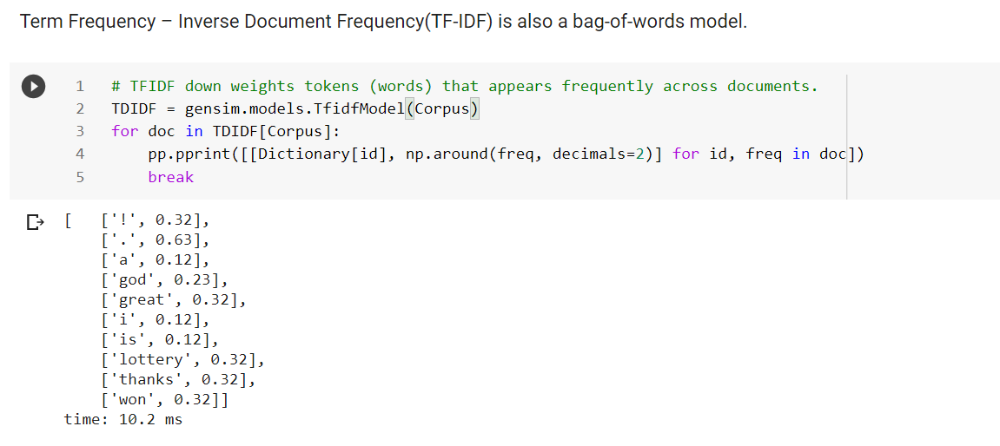 Term Frequency – Inverse Document Frequency(TF-IDF) is also a bag-of-words model.
1 # TFIDF down weights tokens (words) that appears frequently across documents.
2 TDIDF = gensim.models.TfidfModel(Corpus)
3 for doc in TDIDF[Corpus]:
4     pp.pprint([[Dictionary[id], np.around(freq, decimals=2)] for id, freq in doc])
5     break
[   ['!', 0.32],
    ['.', 0.63],
    ['a', 0.12],
    ['god', 0.23],
    ['great', 0.32],
    ['i', 0.12],
    ['is', 0.12],
    ['lottery', 0.32],
    ['thanks', 0.32],
    ['won', 0.32]]
time: 10.2 ms